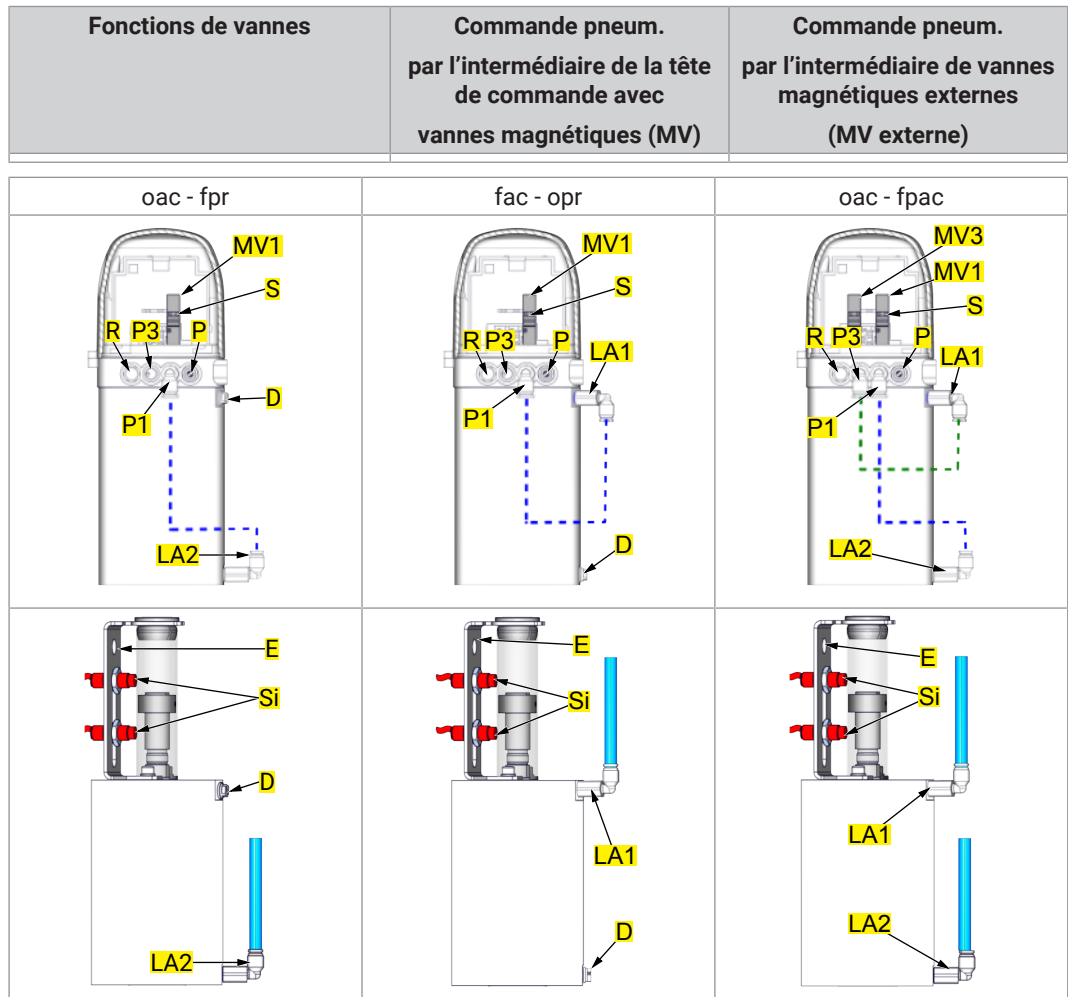 Fonctions de vannes
Commande pneum.
par l’intermédiaire de la tête
de commande avec
vannes magnétiques (MV)
Commande pneum.
par l’intermédiaire de vannes
magnétiques externes
(MV externe)
oac - fpr
fac - opr
oac - fpac
MV1
S
R P3 P
D
P1
LA2
MV1
S
R P3 P
LA1
P1
D
MV3
MV1
S
R P3 P
LA1
P1
LA2
E
Si
D
LA2
E
Si
LA1
D
E
Si
LA1
LA2